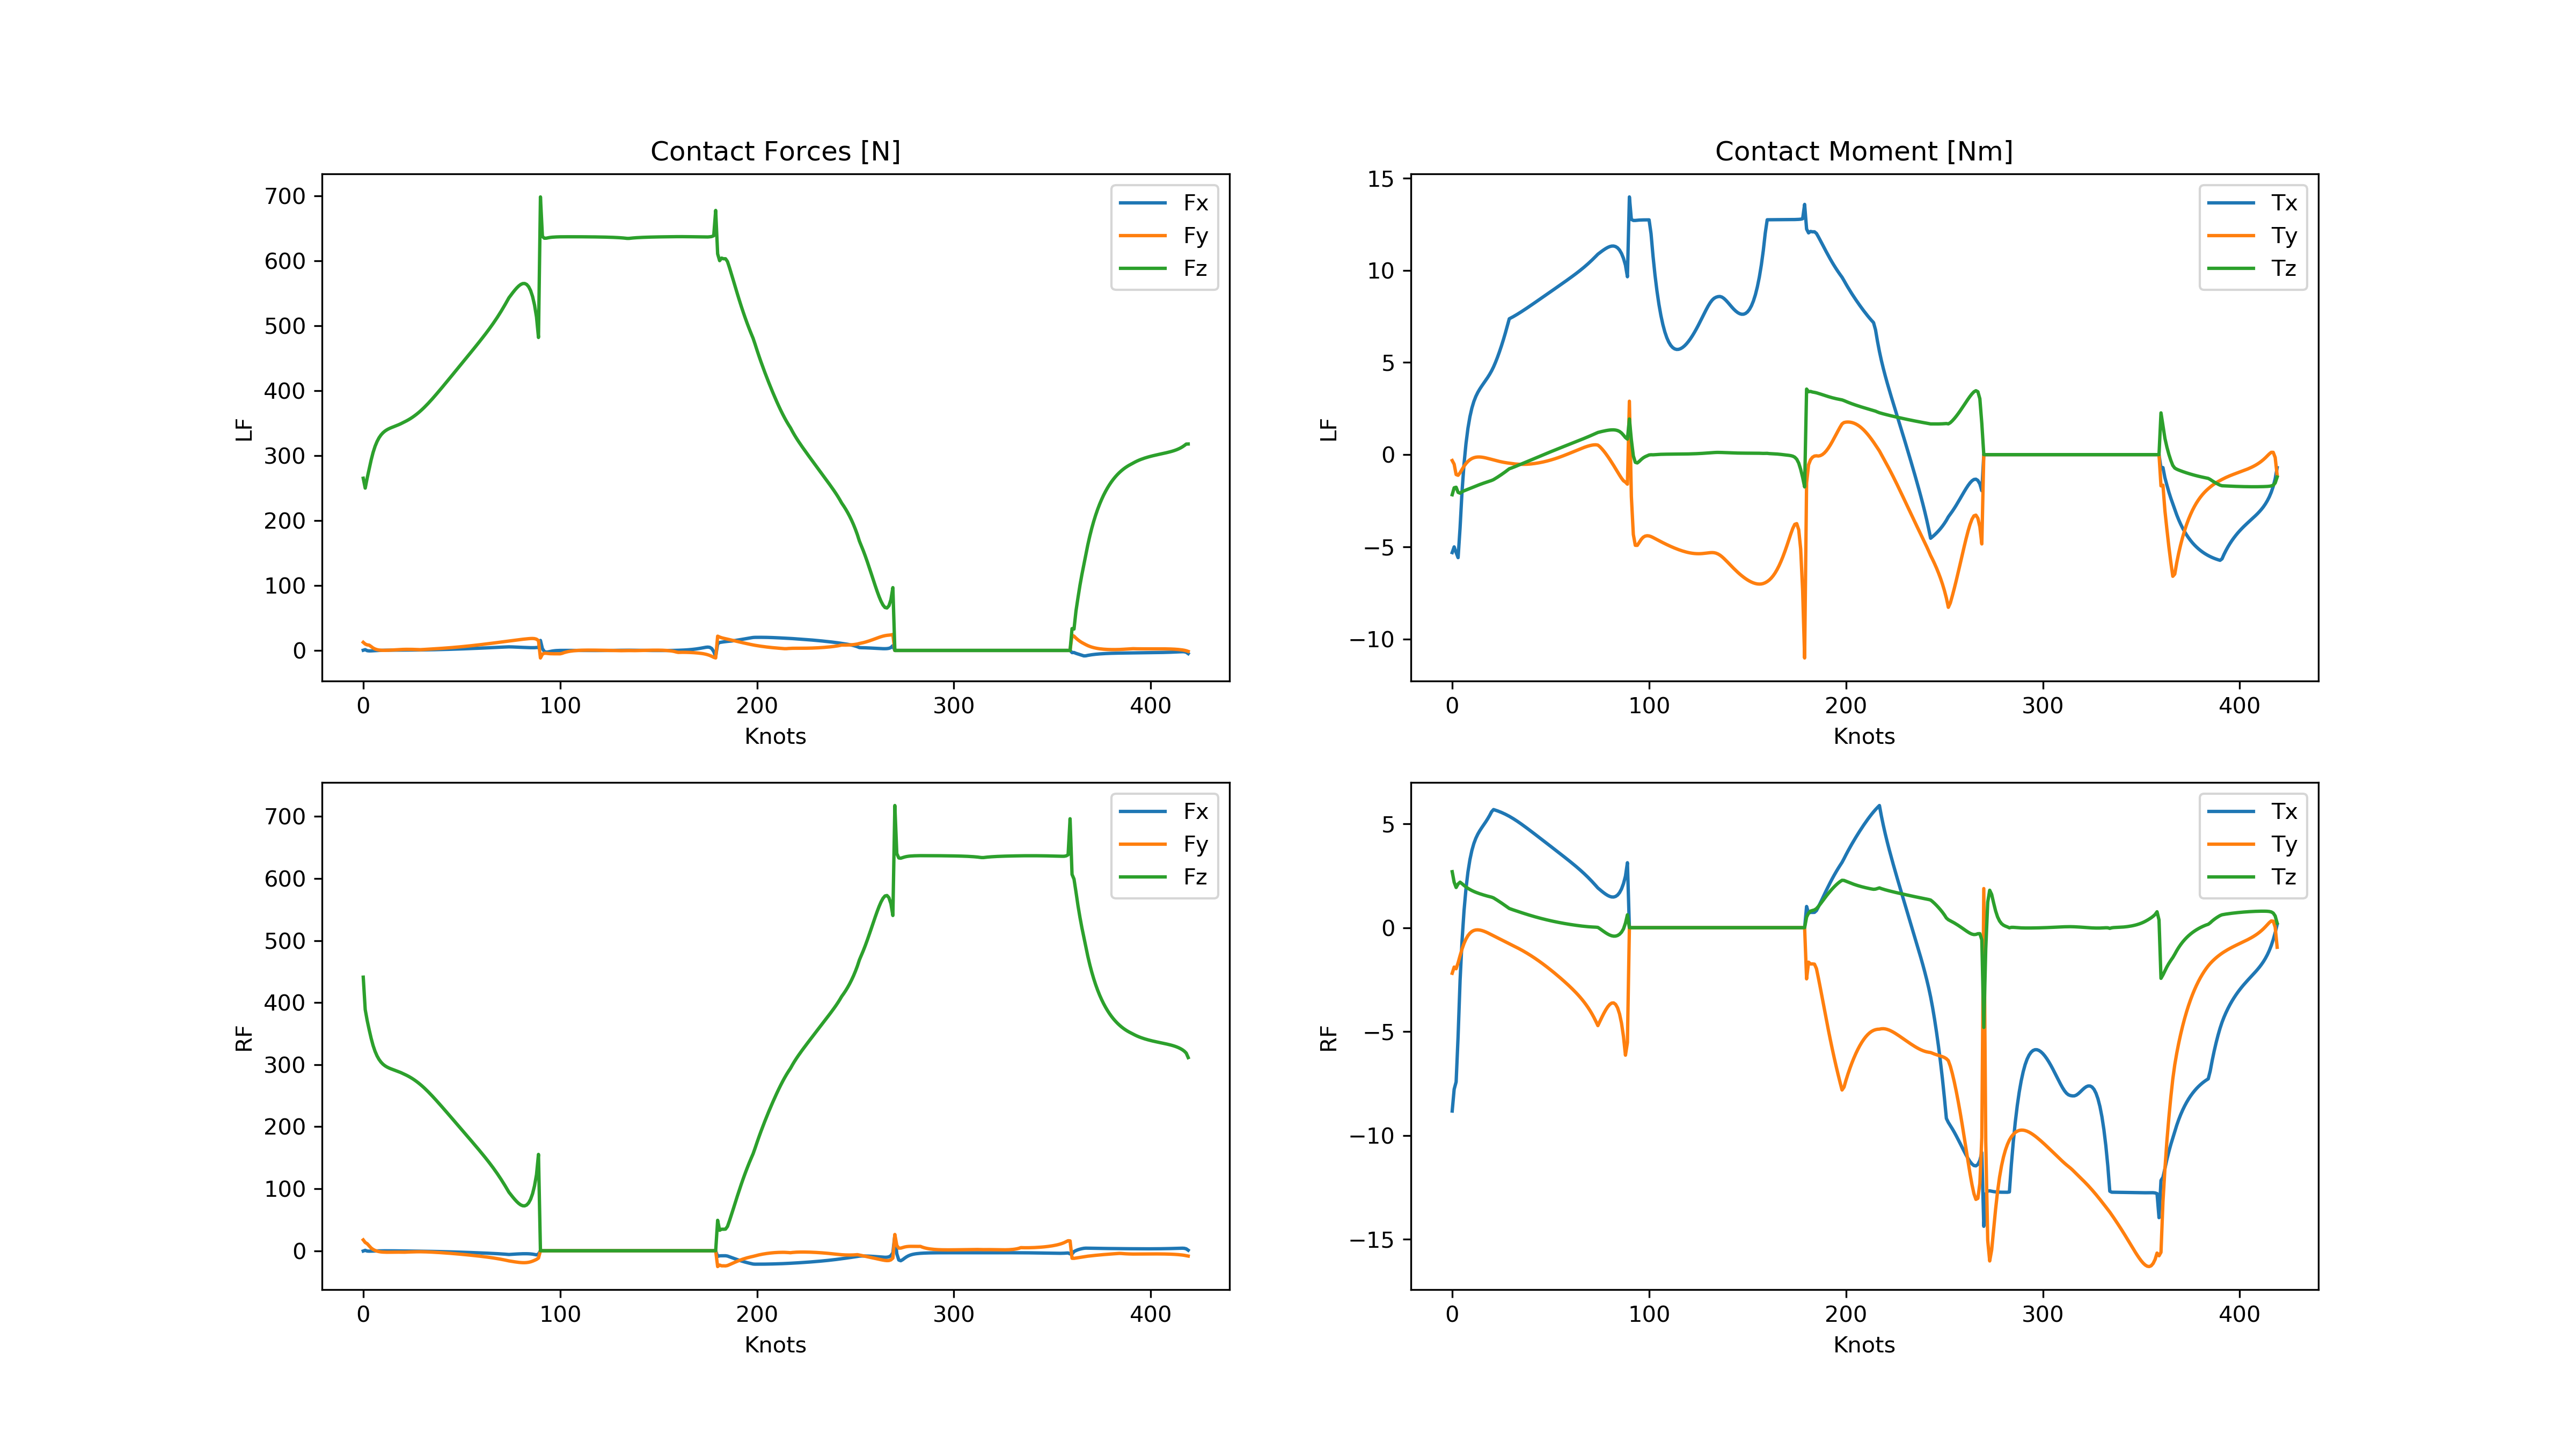 Contact Forces [N]
700
600
500
400
300
200
100
0
LF
Fx
Fy
Fz
0 100 200 300 400
Knots
Contact Moment [Nm]
15
10
5
0
−5
−10
LF
Tx
Ty
Tz
0 100 200 300 400
Knots
700
600
500
400
300
200
100
0
RF
Fx
Fy
Fz
0 100 200 300 400
Knots
5
0
−5
−10
−15
RF
Tx
Ty
Tz
0 100 200 300 400
Knots